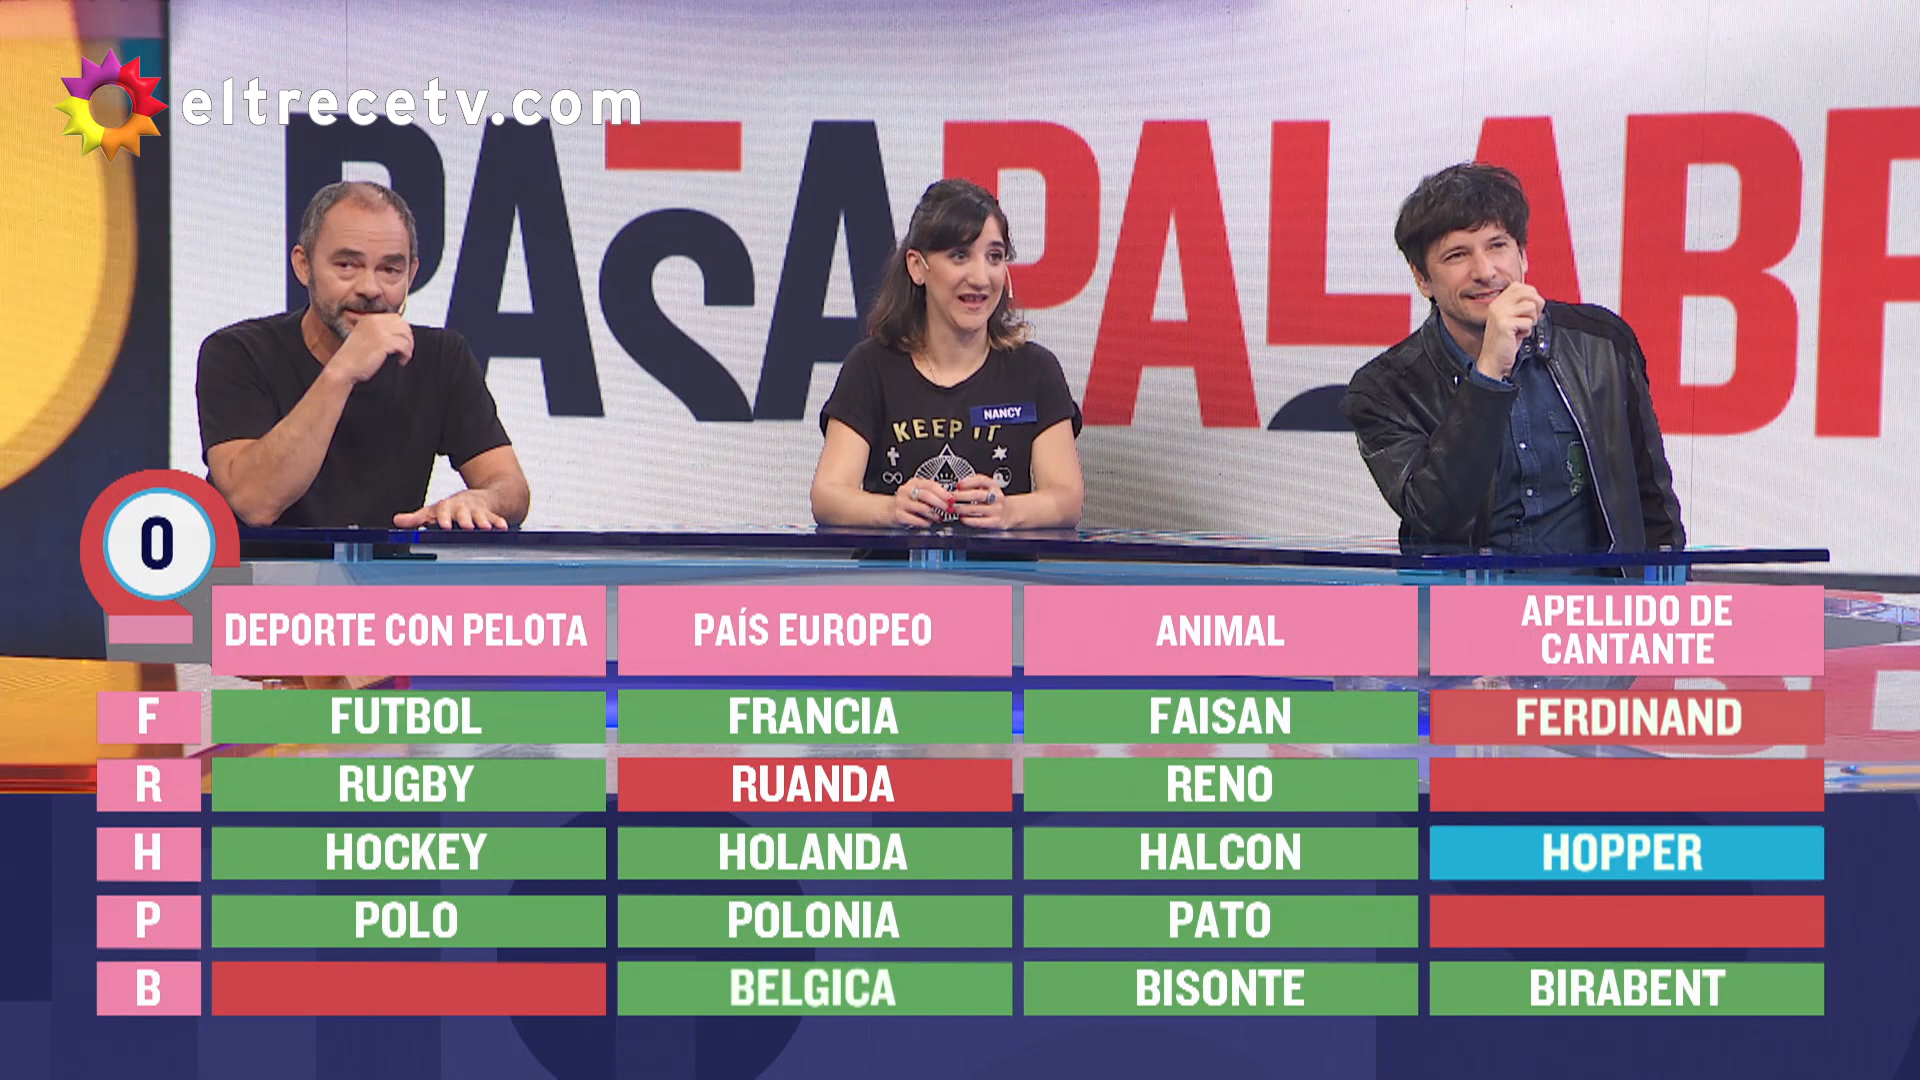 eltrecetv.com
PASAPALABR
NANCY
KEEP IT
0
DEPORTE CON PELOTA
PAÍS EUROPEO
ANIMAL
APELLIDO DE
CANTANTE
F FUTBOL FRANCIA FAISAN FERDINAND
R RUGBY RUANDA RENO
H HOCKEY HOLANDA HALCON HOPPER
P POLO POLONIA PATO
B BELGICA BISONTE BIRABENT